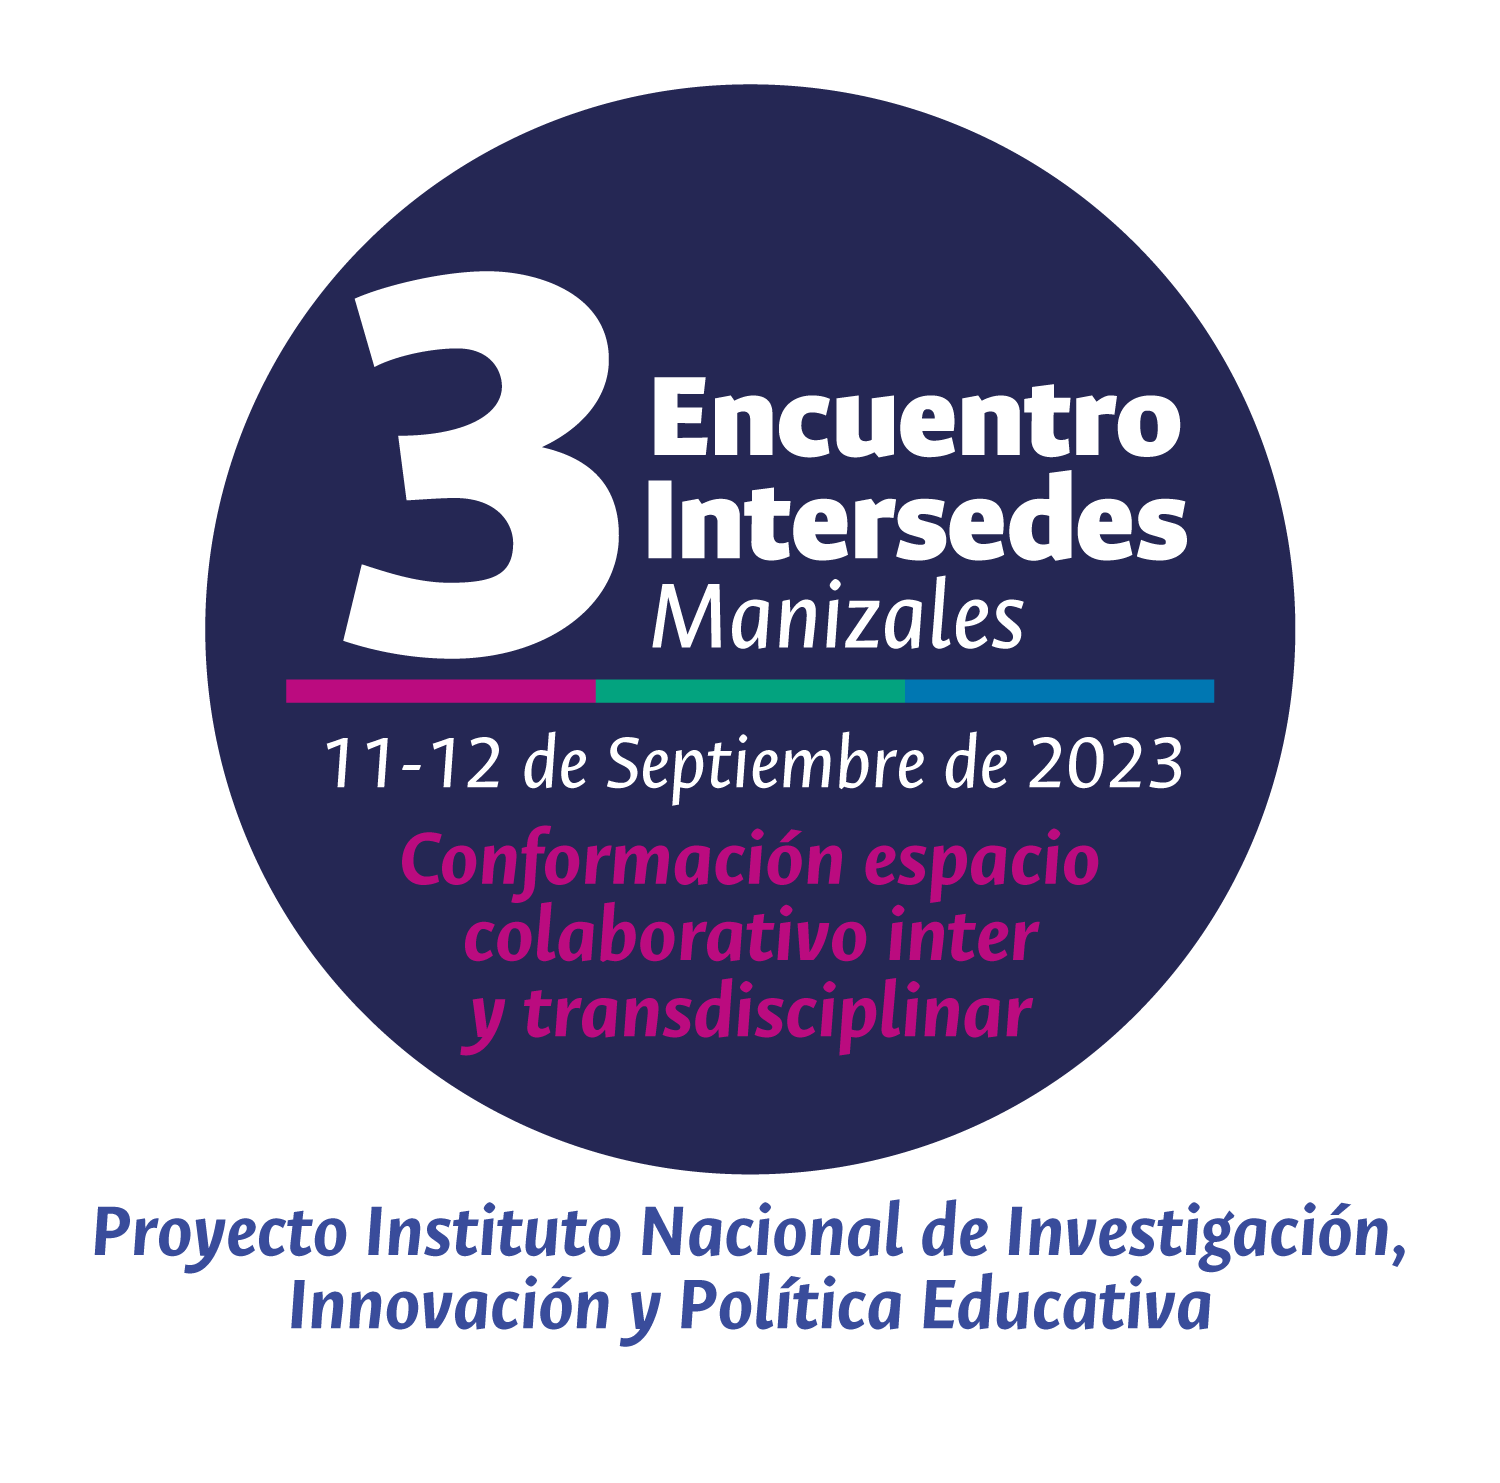 3
Encuentro
Intersedes
Manizales
11-12 de Septiembre de 2023
Conformación espacio
colaborativo inter
y transdisciplinar
Proyecto Instituto Nacional de Investigación,
Innovación y Política Educativa